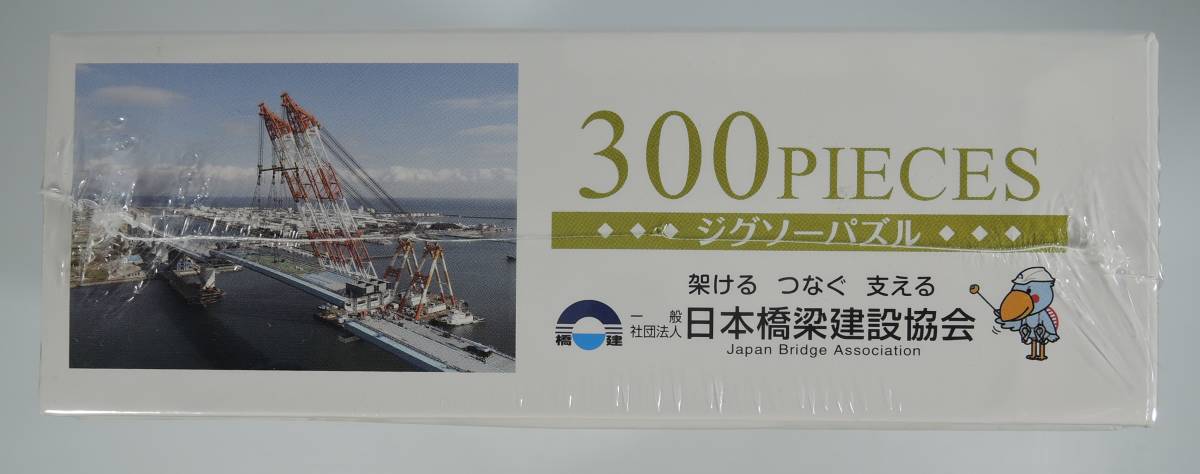 300PIECES
ジグソーパズル
架ける つなぐ 支える
橋 建
一般
社団法人
日本橋梁建設協会
Japan Bridge Association